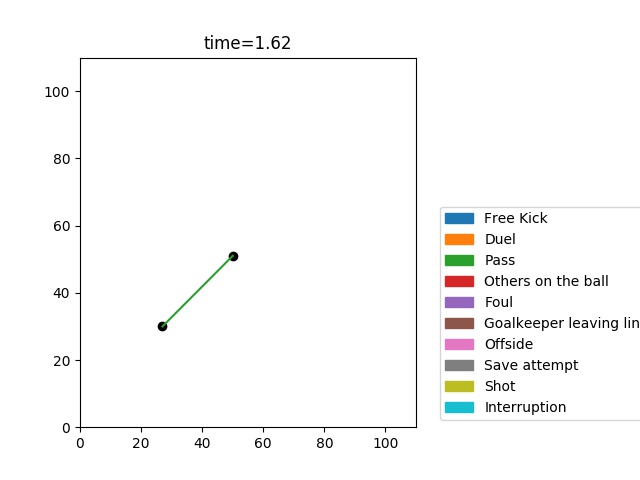 time=1.62
100
80
60
40
20
0
0 20 40 60 80 100
Free Kick
Duel
Pass
Others on the ball
Foul
Goalkeeper leaving lin
Offside
Save attempt
Shot
Interruption